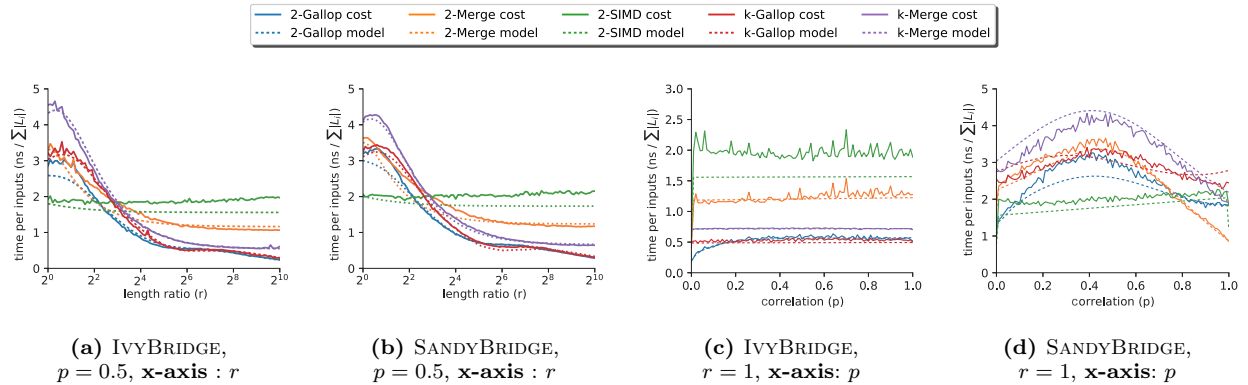 2-Gallop cost 2-Merge cost 2-SIMD cost k-Gallop cost k-Merge cost
2-Gallop model 2-Merge model 2-SIMD model k-Gallop model k-Merge model
time per inputs (ns / ∑|Lᵢ|)
5
4
3
2
1
0
2⁰ 2² 2⁴ 2⁶ 2⁸ 2¹⁰
length ratio (r)
(a) IVYBRIDGE,
p = 0.5, x-axis : r
time per inputs (ns / ∑|Lᵢ|)
5
4
3
2
1
0
2⁰ 2² 2⁴ 2⁶ 2⁸ 2¹⁰
length ratio (r)
(b) SANDYBRIDGE,
p = 0.5, x-axis : r
time per inputs (ns / ∑|Lᵢ|)
3.0
2.5
2.0
1.5
1.0
0.5
0.0
0.0 0.2 0.4 0.6 0.8 1.0
correlation (p)
(c) IVYBRIDGE,
r = 1, x-axis: p
time per inputs (ns / ∑|Lᵢ|)
5
4
3
2
1
0
0.0 0.2 0.4 0.6 0.8 1.0
correlation (p)
(d) SANDYBRIDGE,
r = 1, x-axis: p